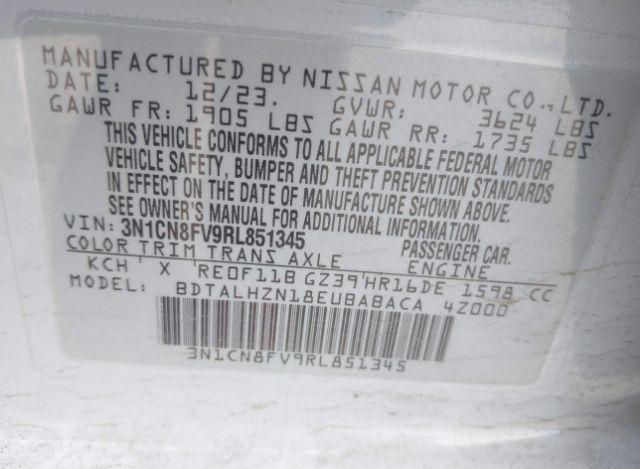 MANUFACTURED BY NISSAN MOTOR CO.,LTD.
DATE: 12/23. GVWR: 3624 LBS
GAWR FR: 1905 LBS GAWR RR: 1735 LBS
THIS VEHICLE CONFORMS TO ALL APPLICABLE FEDERAL MOTOR
VEHICLE SAFETY, BUMPER AND THEFT PREVENTION STANDARDS
IN EFFECT ON THE DATE OF MANUFACTURE SHOWN ABOVE.
SEE OWNER'S MANUAL FOR ADDITIONAL INFORMATION.
VIN: 3N1CN8FV9RL851345 PASSENGER CAR.
COLOR TRIM TRANS AXLE ENGINE
KCH X RE0F11B GZ39 HR16DE 1598 CC
MODEL: BDTALHZN18EUBABACA 4Z000
3N1CN8FV9RL851345